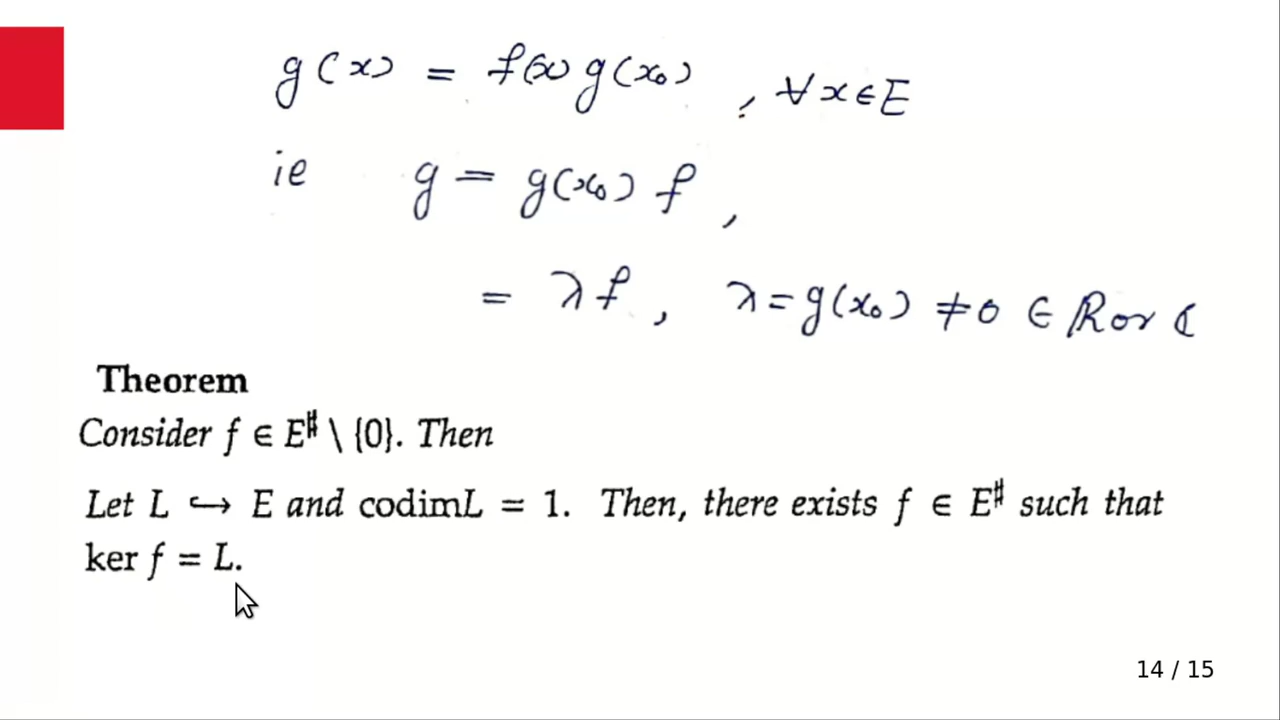 g(x) = f(x) g(x₀) , ∀ x ∈ E
ie g = g(x₀) f ,
= λ f , λ = g(x₀) ≠ 0 ∈ ℝ or ℂ
Theorem
Consider f ∈ E♯ \ {0}. Then
Let L ↪ E and codimL = 1. Then, there exists f ∈ E♯ such that
ker f = L.
14 / 15